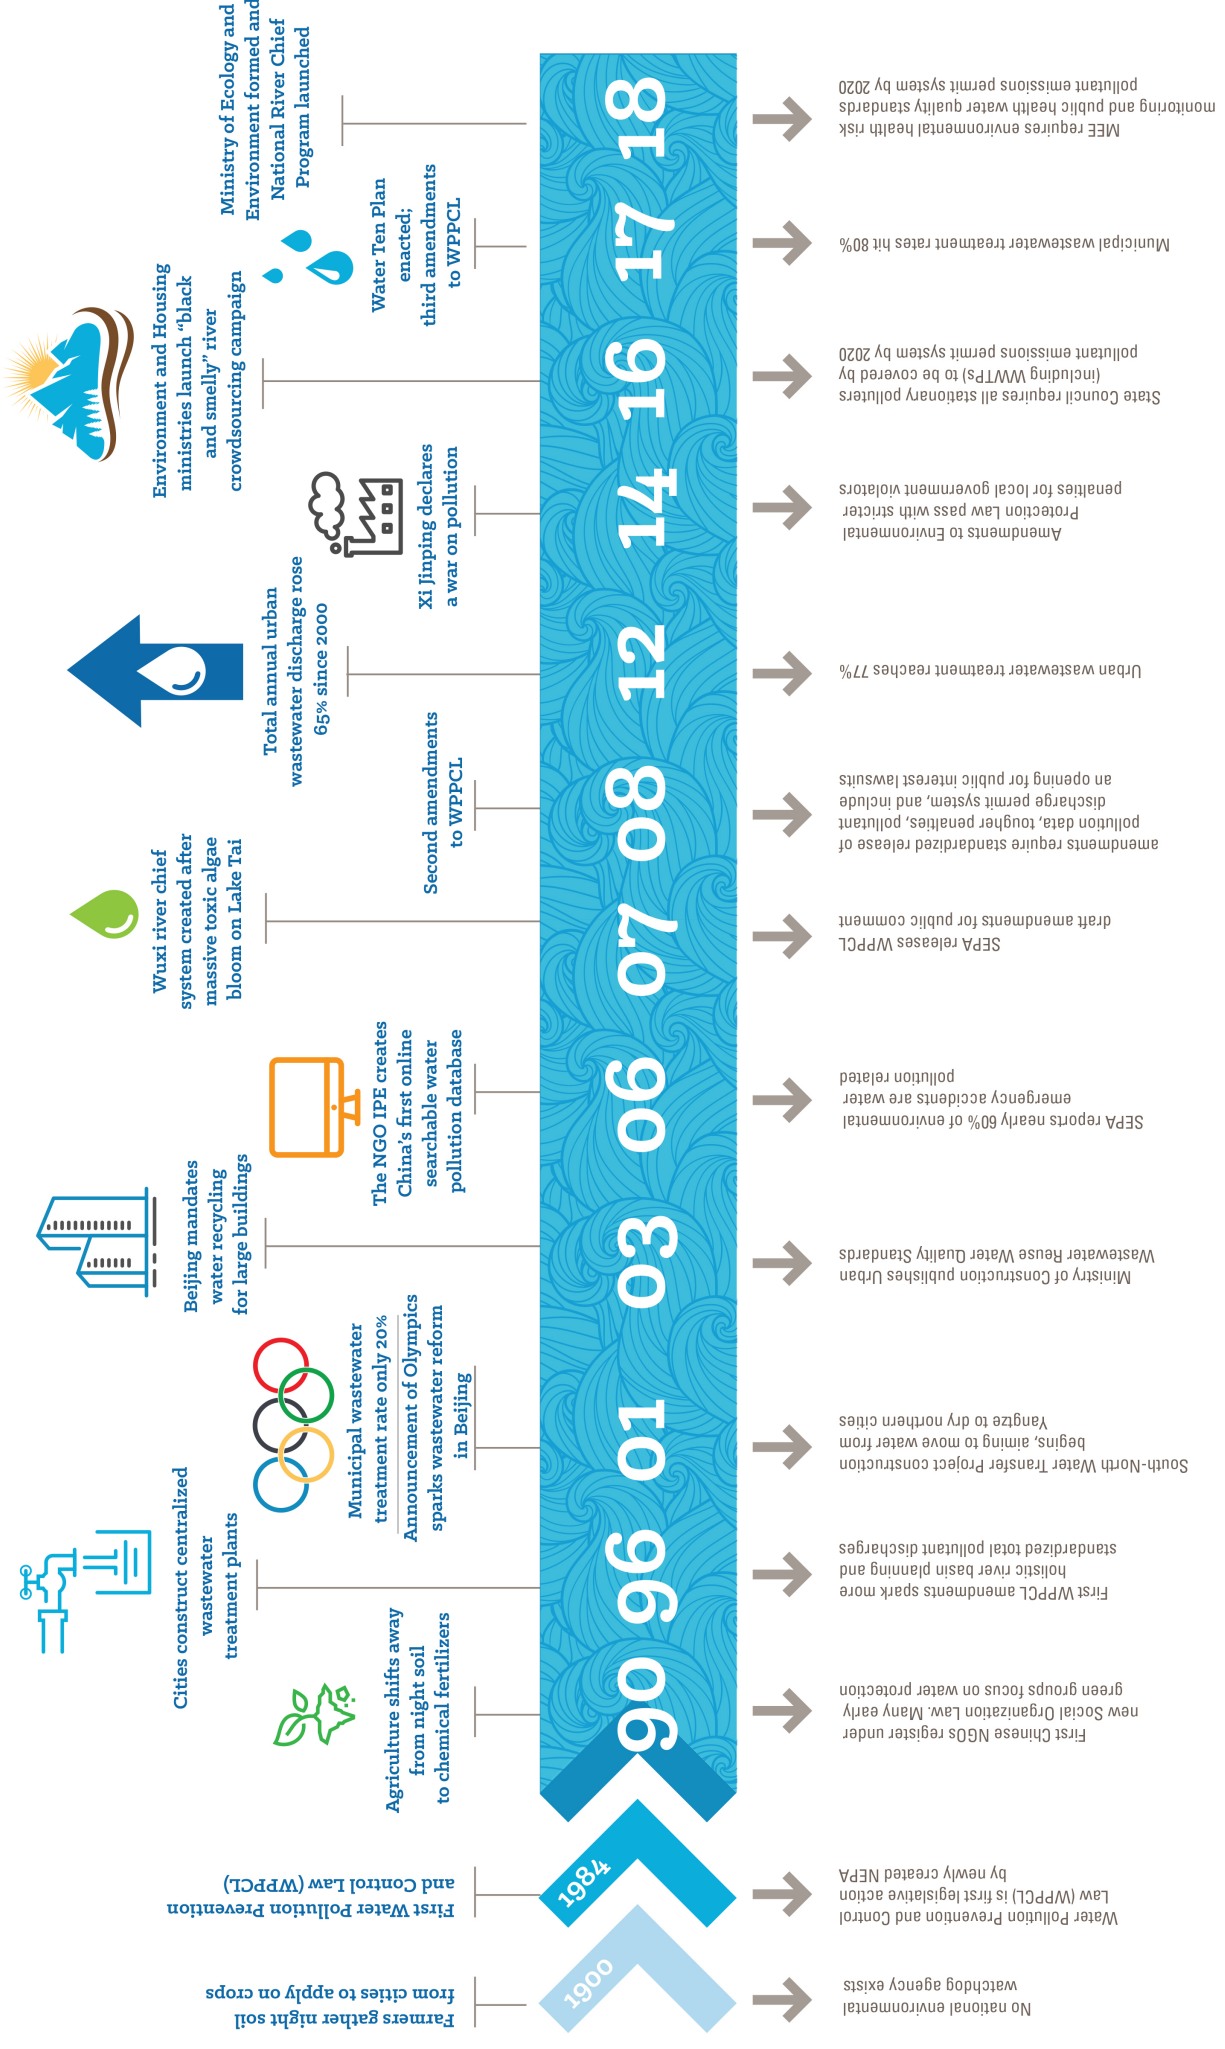 1900
Farmers gather night soil
from cities to apply on crops
No national environmental
watchdog agency exists
1984
First Water Pollution Prevention
and Control Law (WPPCL)
Water Pollution Prevention and Control
Law (WPPCL) is first legislative action
by newly created NEPA
90
Agriculture shifts away
from night soil
to chemical fertilizers
First Chinese NGOs register under
new Social Organization Law. Many early
green groups focus on water protection
96
Cities construct centralized
wastewater
treatment plants
First WPPCL amendments spark more
holistic river basin planning and
standardized total pollutant discharges
01
Municipal wastewater
treatment rate only 20%
Announcement of Olympics
sparks wastewater reform
in Beijing
South-North Water Transfer Project construction
begins, aiming to move water from
Yangtze to dry northern cities
03
Beijing mandates
water recycling
for large buildings
Ministry of Construction publishes Urban
Wastewater Reuse Water Quality Standards
06
The NGO IPE creates
China's first online
searchable water
pollution database
SEPA reports nearly 60% of environmental
emergency accidents are water
pollution related
07
Wuxi river chief
system created after
massive toxic algae
bloom on Lake Tai
SEPA releases WPPCL
draft amendments for public comment
08
Second amendments
to WPPCL
amendments require standardized release of
pollution data, tougher penalties, pollutant
discharge permit system, and include
an opening for public interest lawsuits
12
Total annual urban
wastewater discharge rose
65% since 2000
Urban wastewater treatment reaches 77%
14
Xi Jinping declares
a war on pollution
Amendments to Environmental
Protection Law pass with stricter
penalties for local government violators
16
Environment and Housing
ministries launch “black
and smelly” river
crowdsourcing campaign
State Council requires all stationary polluters
(including WWTPs) to be covered by
pollutant emissions permit system by 2020
17
Water Ten Plan
enacted;
third amendments
to WPPCL
Municipal wastewater treatment rates hit 80%
18
Ministry of Ecology and
Environment formed and
National River Chief
Program launched
MEE requires environmental health risk
monitoring and public health water quality standards
pollutant emissions permit system by 2020